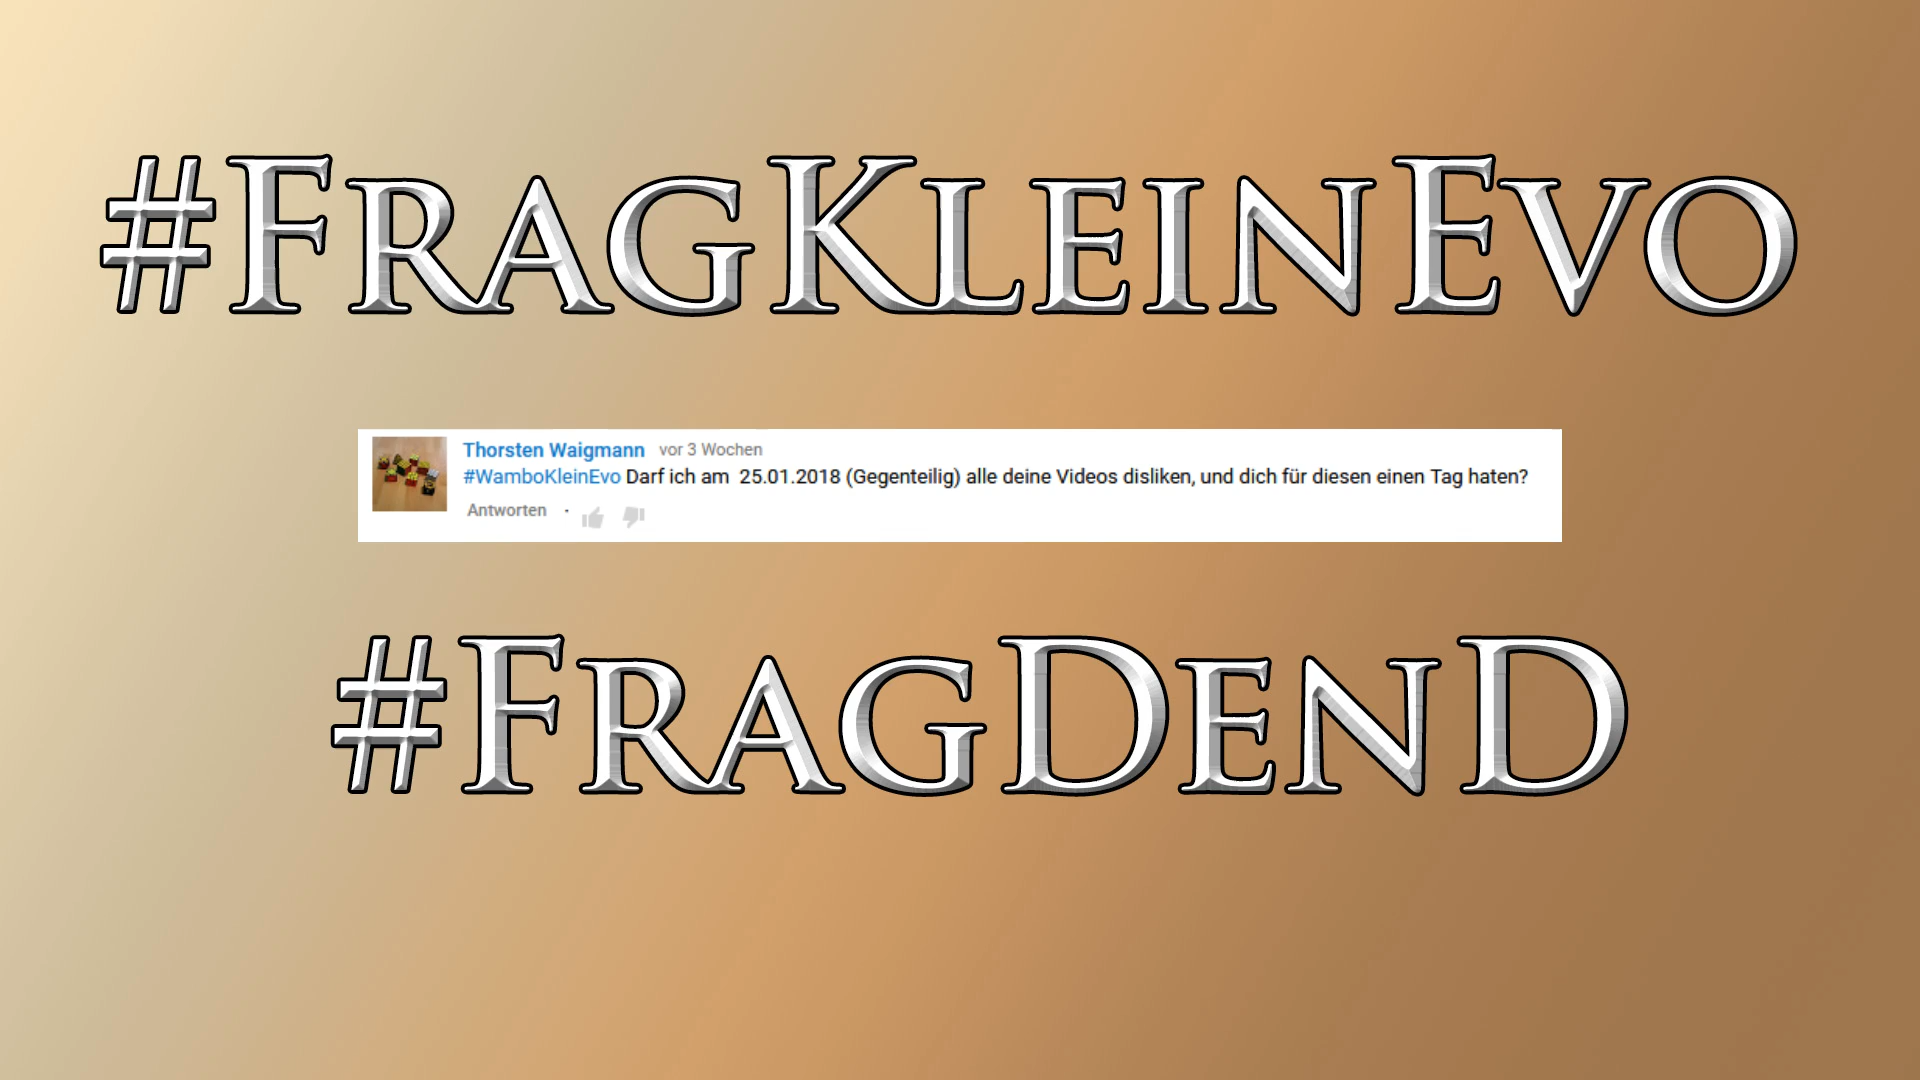 #FragKleinEvo
Thorsten Waigmann vor 3 Wochen
#WamboKleinEvo Darf ich am 25.01.2018 (Gegenteilig) alle deine Videos disliken, und dich für diesen einen Tag haten?
Antworten ·
#FragDenD